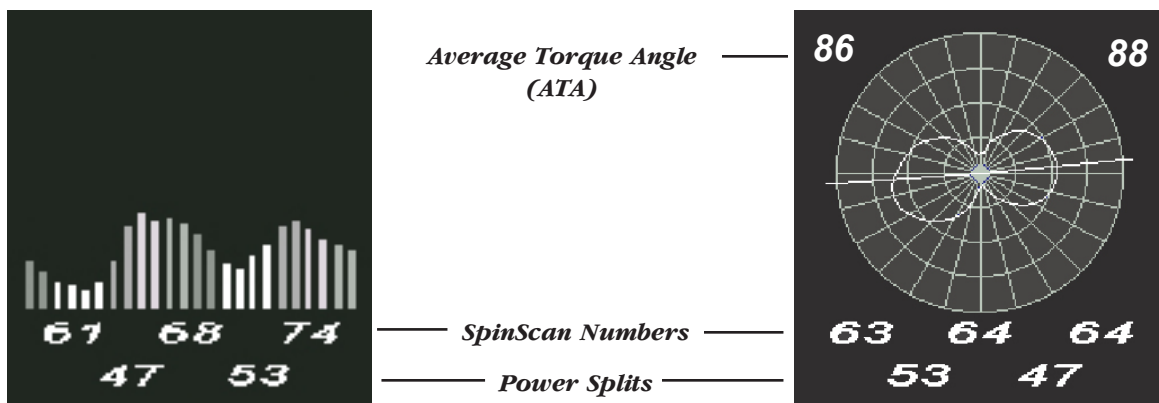 Average Torque Angle
(ATA)
86
88
61 68 74
SpinScan Numbers
63 64 64
47 53
Power Splits
53 47